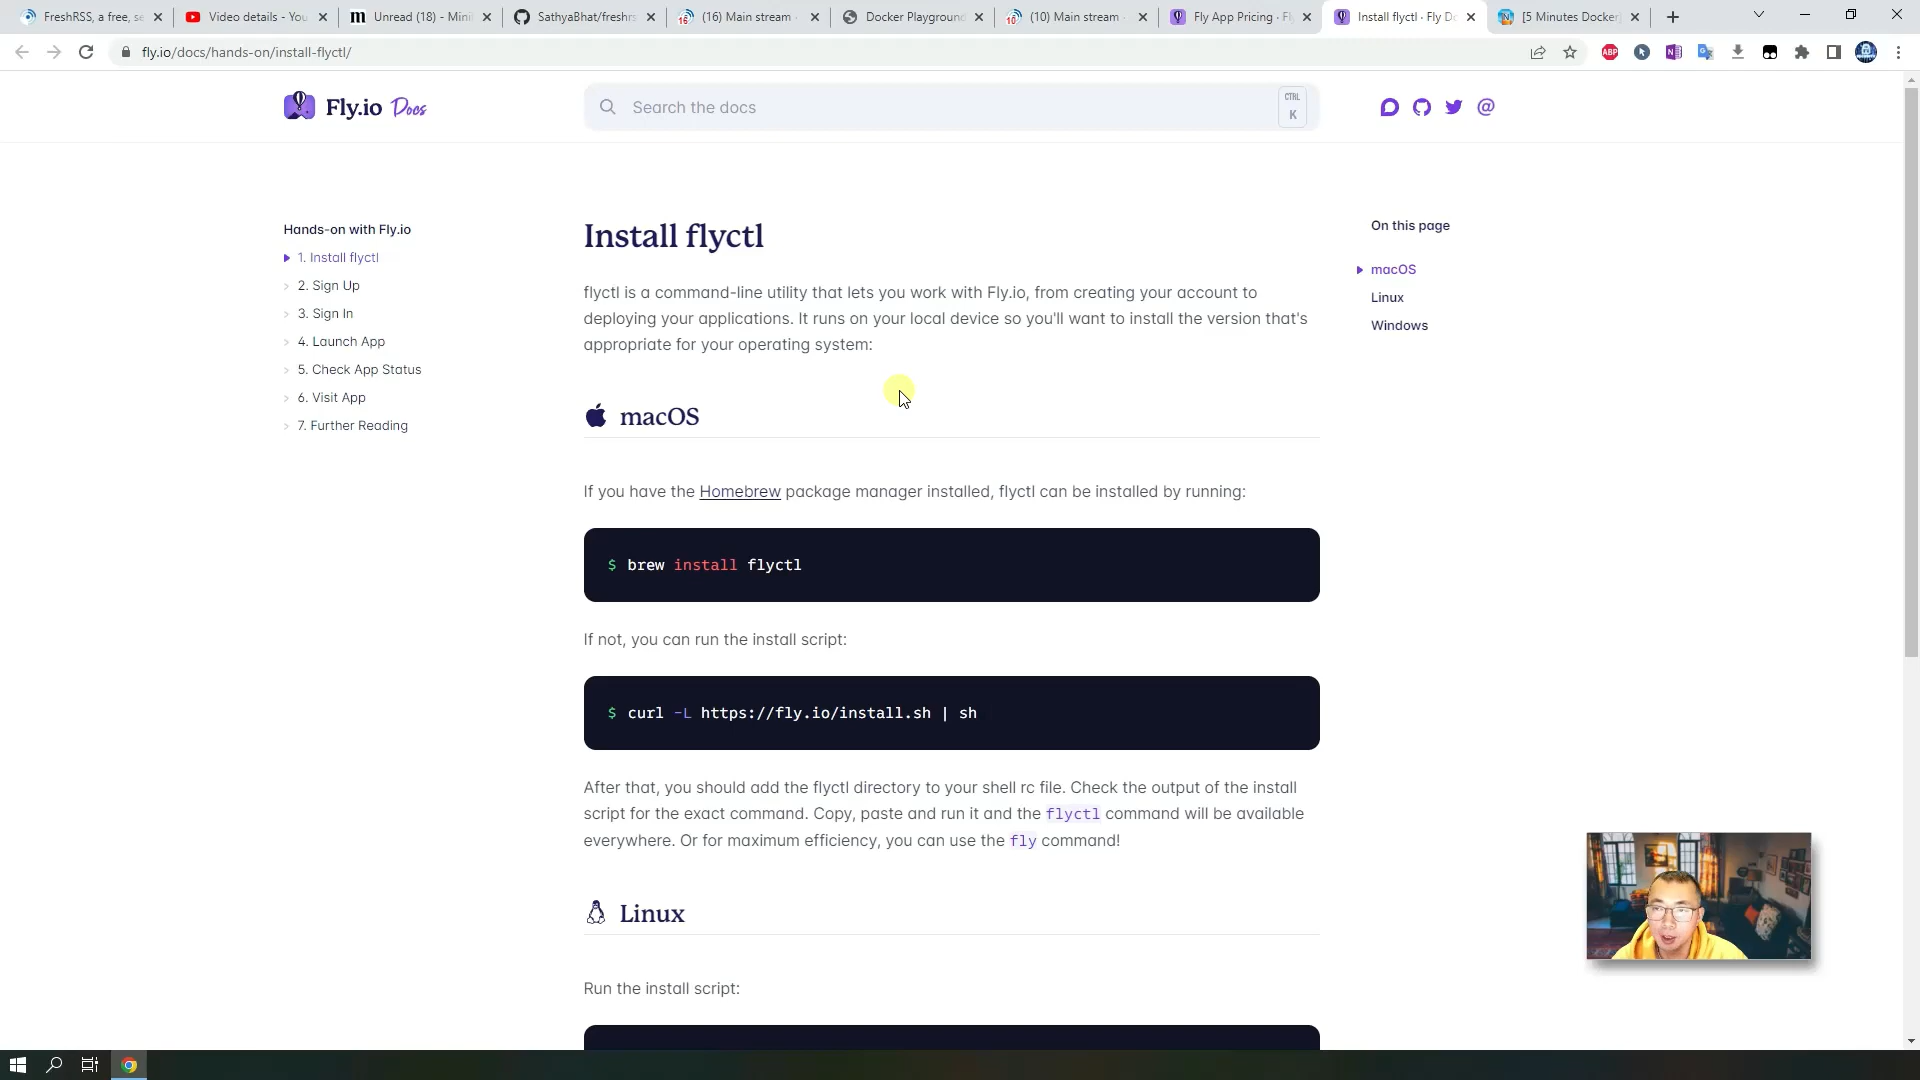 FreshRSS, a free, se
Video details - You
Unread (18) - Mini
SathyaBhat/freshrs
(16) Main stream ·
Docker Playground
(10) Main stream ·
Fly App Pricing · Fl
Install flyctl · Fly D
[5 Minutes Docker]
fly.io/docs/hands-on/install-flyctl/
Fly.io Docs
Search the docs
CTRL
K
Hands-on with Fly.io
1. Install flyctl
2. Sign Up
3. Sign In
4. Launch App
5. Check App Status
6. Visit App
7. Further Reading
Install flyctl
flyctl is a command-line utility that lets you work with Fly.io, from creating your account to
deploying your applications. It runs on your local device so you'll want to install the version that's
appropriate for your operating system:
macOS
If you have the Homebrew package manager installed, flyctl can be installed by running:
$ brew install flyctl
If not, you can run the install script:
$ curl -L https://fly.io/install.sh | sh
After that, you should add the flyctl directory to your shell rc file. Check the output of the install
script for the exact command. Copy, paste and run it and the flyctl command will be available
everywhere. Or for maximum efficiency, you can use the fly command!
Linux
Run the install script:
On this page
macOS
Linux
Windows